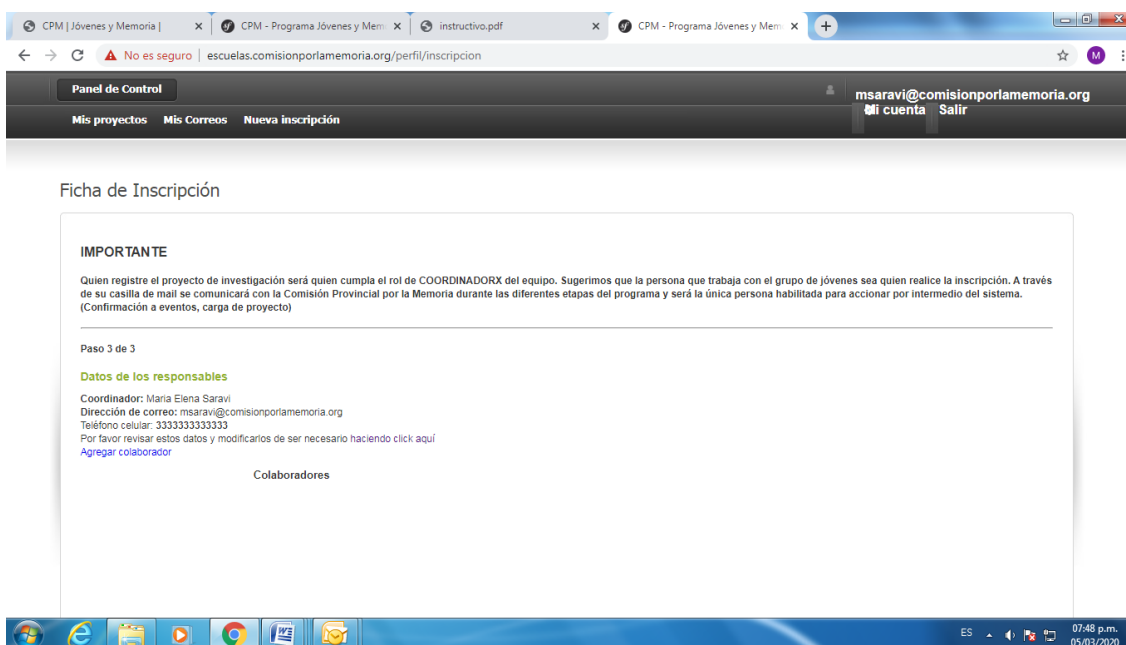 CPM | Jóvenes y Memoria |
CPM - Programa Jóvenes y Mem
instructivo.pdf
CPM - Programa Jóvenes y Mem
No es seguro | escuelas.comisionporlamemoria.org/perfil/inscripcion
M
Panel de Control
msaravi@comisionporlamemoria.org
Mi cuenta Salir
Mis proyectos Mis Correos Nueva inscripción
Ficha de Inscripción
IMPORTANTE
Quien registre el proyecto de investigación será quien cumpla el rol de COORDINADORX del equipo. Sugerimos que la persona que trabaja con el grupo de jóvenes sea quien realice la inscripción. A través
de su casilla de mail se comunicará con la Comisión Provincial por la Memoria durante las diferentes etapas del programa y será la única persona habilitada para accionar por intermedio del sistema.
(Confirmación a eventos, carga de proyecto)
Paso 3 de 3
Datos de los responsables
Coordinador: Maria Elena Saravi
Dirección de correo: msaravi@comisionporlamemoria.org
Teléfono celular: 3333333333333
Por favor revisar estos datos y modificarlos de ser necesario haciendo click aquí
Agregar colaborador
Colaboradores
ES
07:48 p.m.
05/03/2020